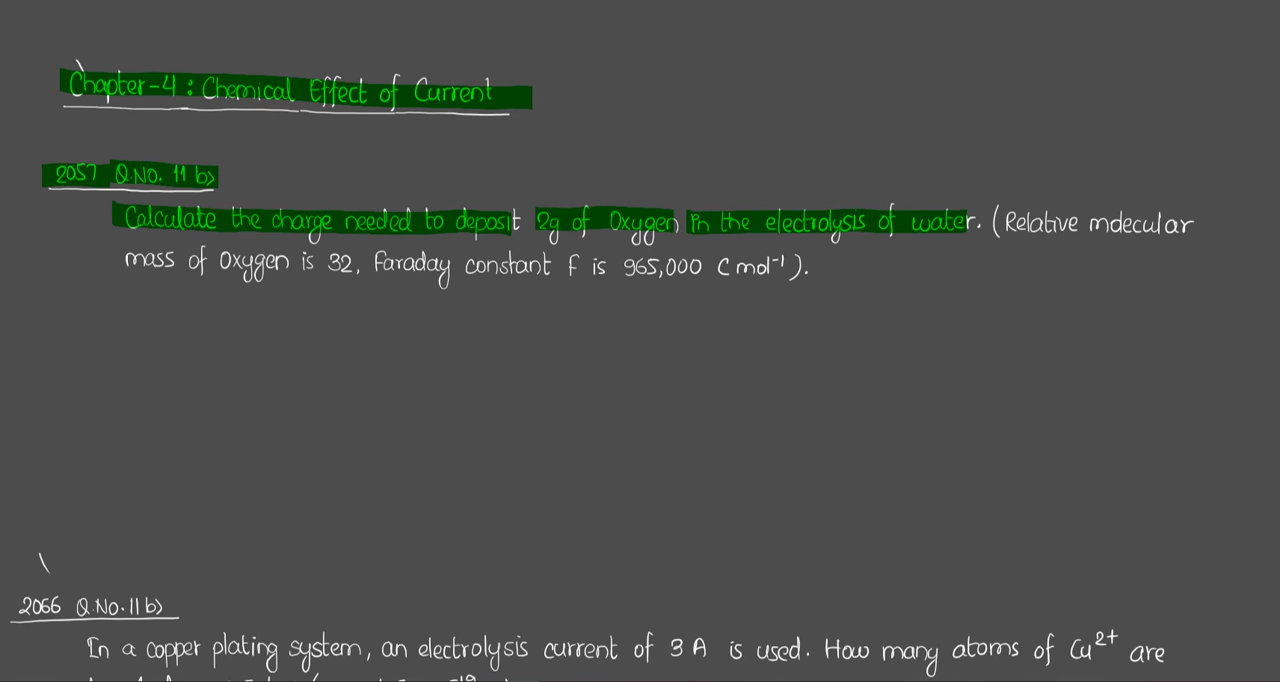 Chapter-4 : Chemical Effect of Current
2057 Q.NO. 11 b)
Calculate the charge needed to deposit 2g of Oxygen in the electrolysis of water. (Relative molecular
mass of Oxygen is 32, Faraday constant f is 965,000 C mol⁻¹).
2066 Q.NO. 11 b)
In a copper plating system, an electrolysis current of 3 A is used. How many atoms of Cu²⁺ are